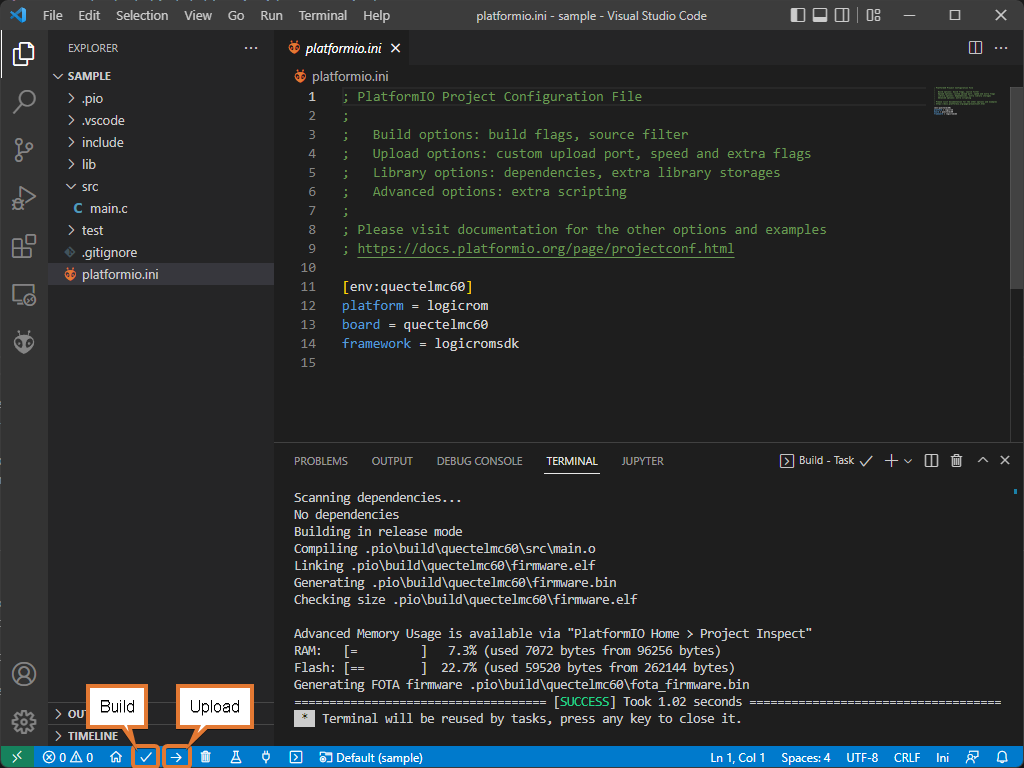 File Edit Selection View Go Run Terminal Help platformio.ini - sample - Visual Studio Code
EXPLORER
SAMPLE
.pio
.vscode
include
lib
src
C main.c
test
.gitignore
platformio.ini
TIMELINE
platformio.ini
platformio.ini
1 ; PlatformIO Project Configuration File
2 ;
3 ;   Build options: build flags, source filter
4 ;   Upload options: custom upload port, speed and extra flags
5 ;   Library options: dependencies, extra library storages
6 ;   Advanced options: extra scripting
7 ;
8 ; Please visit documentation for the other options and examples
9 ; https://docs.platformio.org/page/projectconf.html
10
11 [env:quectelmc60]
12 platform = logicrom
13 board = quectelmc60
14 framework = logicromsdk
15
PROBLEMS OUTPUT DEBUG CONSOLE TERMINAL JUPYTER Build - Task
Scanning dependencies...
No dependencies
Building in release mode
Compiling .pio\build\quectelmc60\src\main.o
Linking .pio\build\quectelmc60\firmware.elf
Generating .pio\build\quectelmc60\firmware.bin
Checking size .pio\build\quectelmc60\firmware.elf
Advanced Memory Usage is available via "PlatformIO Home > Project Inspect"
RAM:   [=         ]   7.3% (used 7072 bytes from 96256 bytes)
Flash: [==        ]  22.7% (used 59520 bytes from 262144 bytes)
Generating FOTA firmware .pio\build\quectelmc60\fota_firmware.bin
================================= [SUCCESS] Took 1.02 seconds =================================
* Terminal will be reused by tasks, press any key to close it.
Build
Upload
0 0 Default (sample) Ln 1, Col 1 Spaces: 4 UTF-8 CRLF Ini